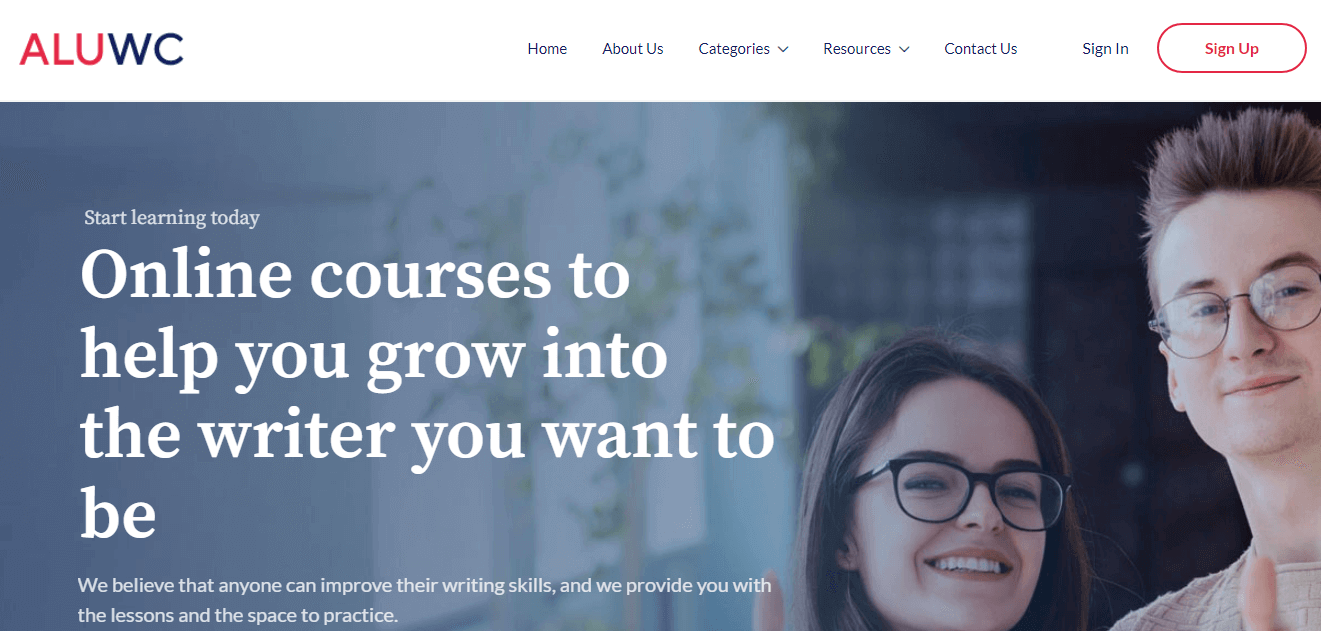 ALUWC
Home About Us Categories Resources Contact Us Sign In Sign Up
Start learning today
Online courses to
help you grow into
the writer you want to
be
We believe that anyone can improve their writing skills, and we provide you with
the lessons and the space to practice.